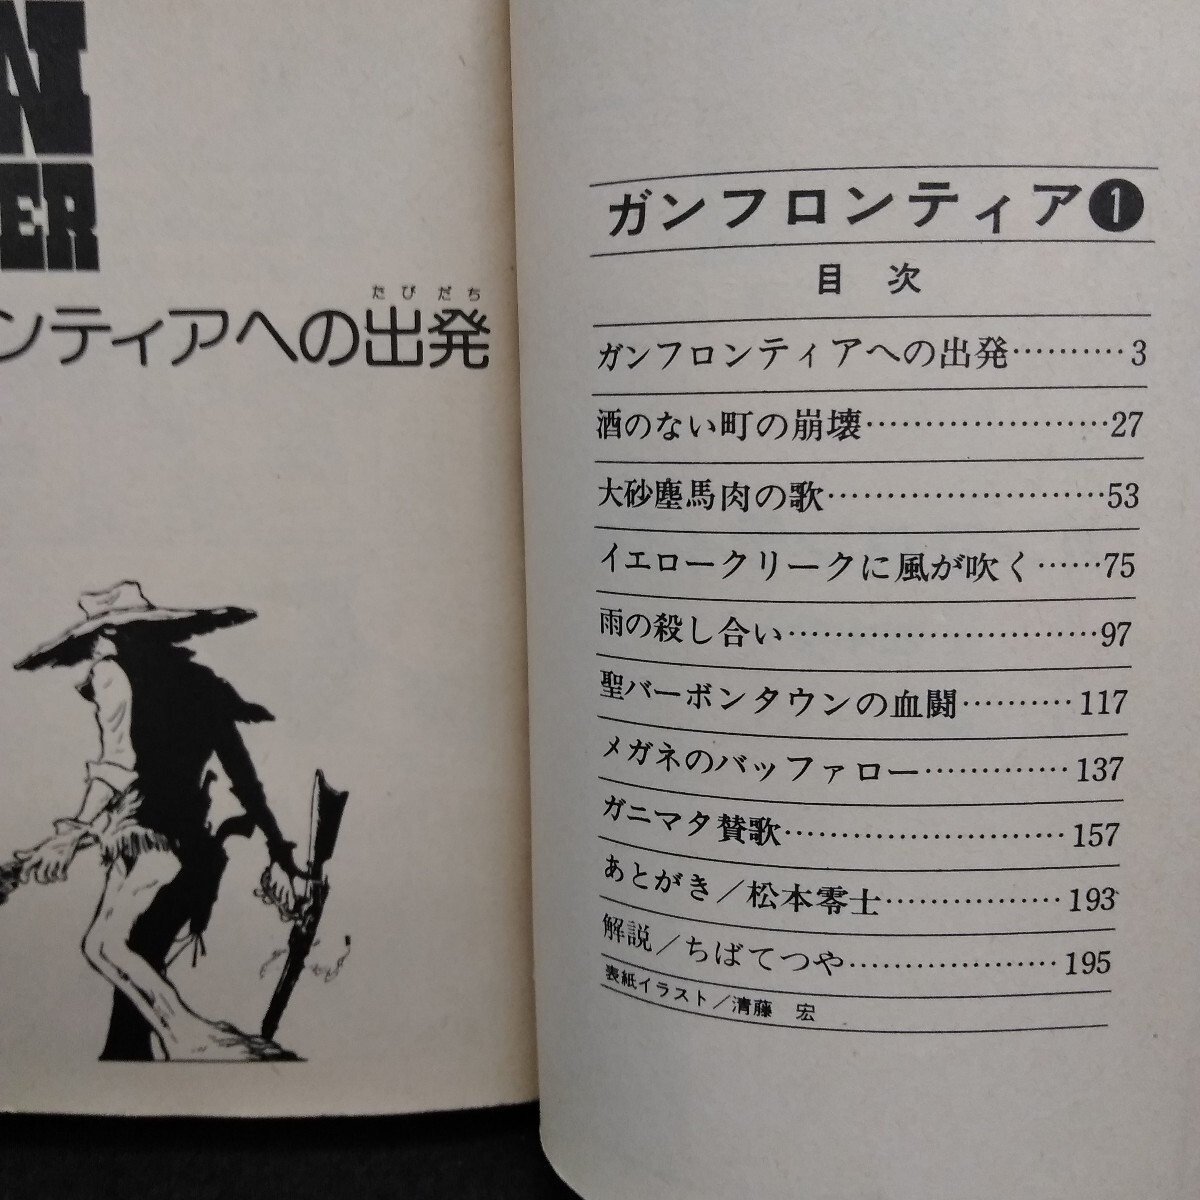 N
ER
たびだち
ンティアへの出発
ガンフロンティア❶
目 次
ガンフロンティアへの出発…………3
酒のない町の崩壊…………………27
大砂塵馬肉の歌……………………53
イエロークリークに風が吹く……75
雨の殺し合い………………………97
聖バーボンタウンの血闘…………117
メガネのバッファロー……………137
ガニマタ賛歌………………………157
あとがき/松本零士………………193
解説/ちばてつや…………………195
表紙イラスト/清藤 宏